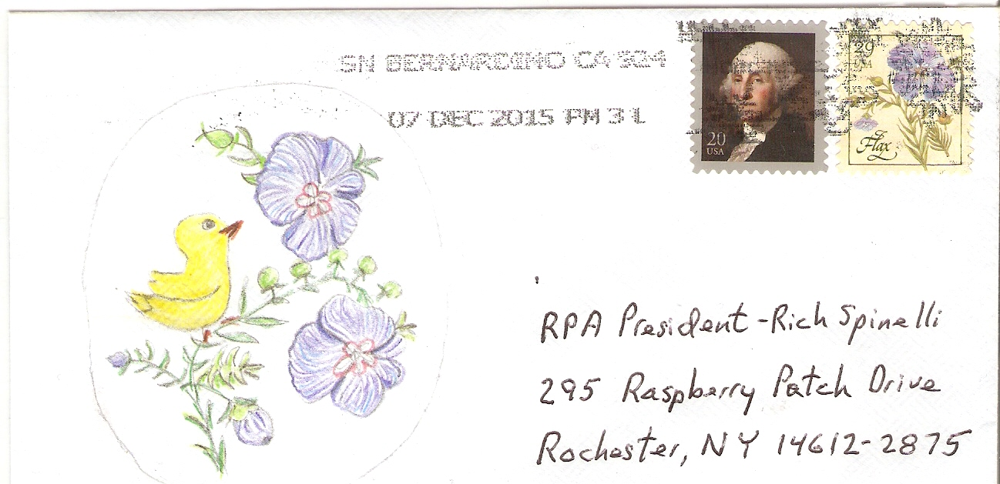 SN BERNARDINO CA 924
07 DEC 2015 PM 3 L
20
USA
29
USA
Flax
RPA President - Rich Spinelli
295 Raspberry Patch Drive
Rochester, NY 14612-2875